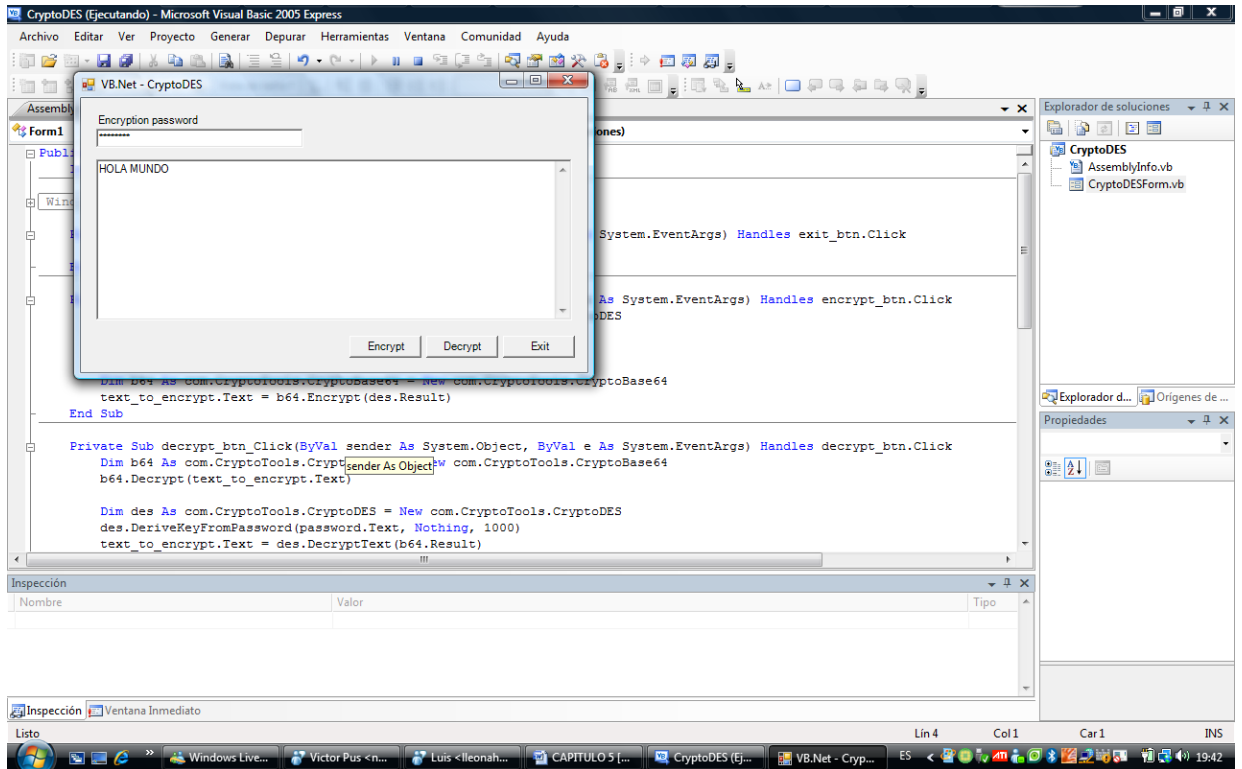 CryptoDES (Ejecutando) - Microsoft Visual Basic 2005 Express
Archivo Editar Ver Proyecto Generar Depurar Herramientas Ventana Comunidad Ayuda
VB.Net - CryptoDES
Encryption password
********
HOLA MUNDO
Encrypt Decrypt Exit
Assembly
Form1
ones)
System.EventArgs) Handles exit_btn.Click
As System.EventArgs) Handles encrypt_btn.Click
Dim b64 As com.CryptoTools.CryptoBase64 = New com.CryptoTools.CryptoBase64
text_to_encrypt.Text = b64.Encrypt(des.Result)
End Sub
Private Sub decrypt_btn_Click(ByVal sender As System.Object, ByVal e As System.EventArgs) Handles decrypt_btn.Click
Dim b64 As com.CryptoTools.Crypt sender As Object com.CryptoTools.CryptoBase64
b64.Decrypt(text_to_encrypt.Text)
Dim des As com.CryptoTools.CryptoDES = New com.CryptoTools.CryptoDES
des.DeriveKeyFromPassword(password.Text, Nothing, 1000)
text_to_encrypt.Text = des.DecryptText(b64.Result)
Explorador de soluciones
CryptoDES
AssemblyInfo.vb
CryptoDESForm.vb
Explorador d... Orígenes de ...
Propiedades
Inspección
Nombre Valor Tipo
Inspección Ventana Inmediato
Listo Lín 4 Col 1 Car 1 INS
Windows Live... Victor Pus <n... Luis <lleonah... CAPITULO 5 [... CryptoDES (Ej... VB.Net - Cryp... ES 19:42